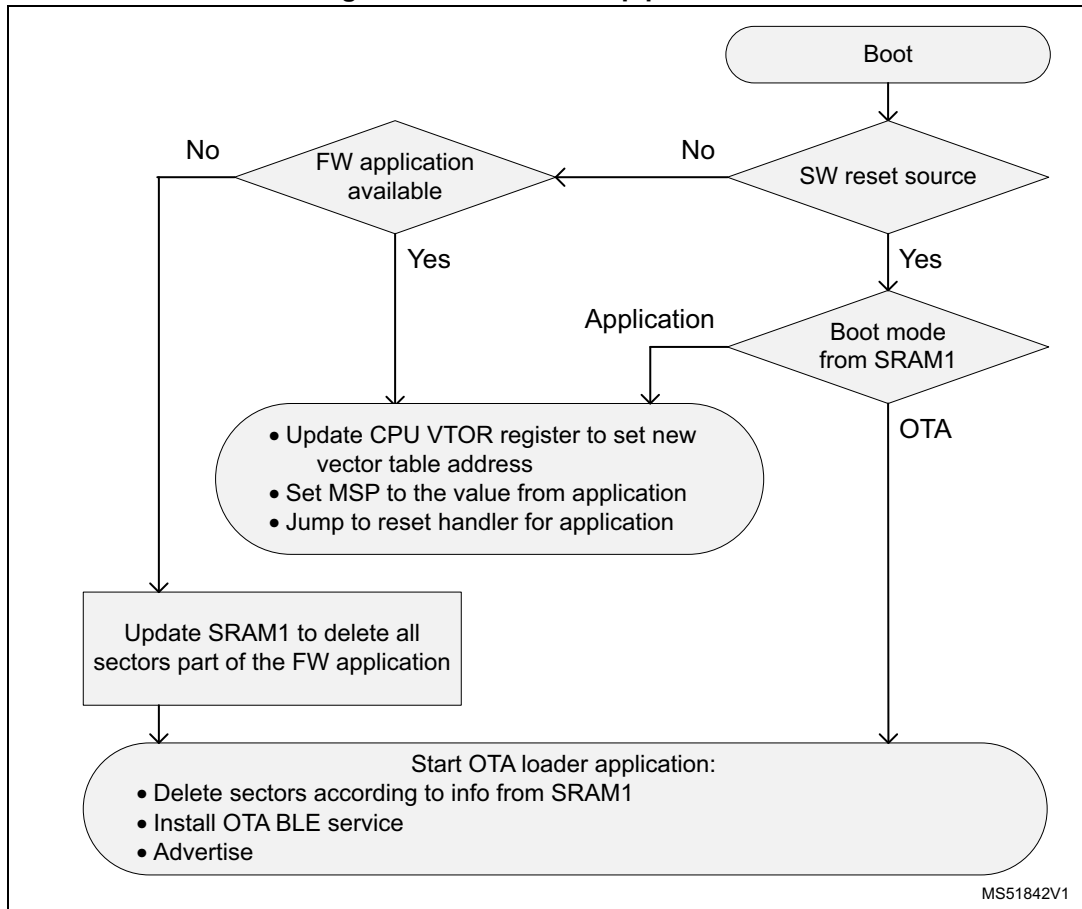 Boot
No
FW application
available
No
SW reset source
Yes
Yes
Application
Boot mode
from SRAM1
OTA
• Update CPU VTOR register to set new
vector table address
• Set MSP to the value from application
• Jump to reset handler for application
Update SRAM1 to delete all
sectors part of the FW application
Start OTA loader application:
• Delete sectors according to info from SRAM1
• Install OTA BLE service
• Advertise
MS51842V1